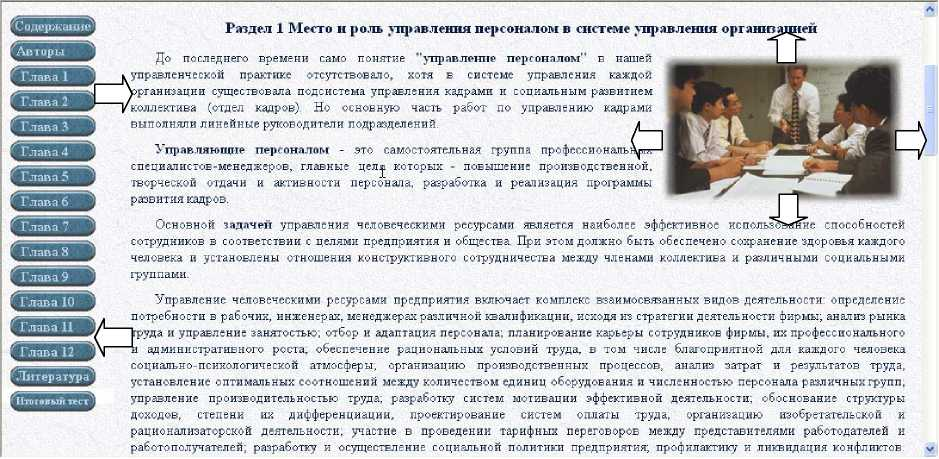 Содержание
Авторы
Глава 1
Глава 2
Глава 3
Глава 4
Глава 5
Глава 6
Глава 7
Глава 8
Глава 9
Глава 10
Глава 11
Глава 12
Литература
Итоговый тест
Раздел 1 Место и роль управления персоналом в системе управления организацией
До последнего времени само понятие "управление персоналом" в нашей
управленческой практике отсутствовало, хотя в системе управления каждой
организации существовала подсистема управления кадрами и социальным развитием
коллектива (отдел кадров). Но основную часть работ по управлению кадрами
выполняли линейные руководители подразделений.
Управляющие персоналом - это самостоятельная группа профессиональных
специалистов-менеджеров, главные цели которых - повышение производственной,
творческой отдачи и активности персонала; разработка и реализация программы
развития кадров.
Основной задачей управления человеческими ресурсами является наиболее эффективное использование способностей
сотрудников в соответствии с целями предприятия и общества. При этом должно быть обеспечено сохранение здоровья каждого
человека и установлены отношения конструктивного сотрудничества между членами коллектива и различными социальными
группами.
Управление человеческими ресурсами предприятия включает комплекс взаимосвязанных видов деятельности: определение
потребности в рабочих, инженерах, менеджерах различной квалификации, исходя из стратегии деятельности фирмы; анализ рынка
труда и управление занятостью; отбор и адаптация персонала; планирование карьеры сотрудников фирмы, их профессионального
и административного роста; обеспечение рациональных условий труда, в том числе благоприятной для каждого человека
социально-психологической атмосферы; организацию производственных процессов, анализ затрат и результатов труда,
установление оптимальных соотношений между количеством единиц оборудования и численностью персонала различных групп;
управление производительностью труда; разработку систем мотивации эффективной деятельности; обоснование структуры
доходов, степени их дифференциации, проектирование систем оплаты труда; организацию изобретательской и
рационализаторской деятельности; участие в проведении тарифных переговоров между представителями работодателей и
работополучателей; разработку и осуществление социальной политики предприятия; профилактику и ликвидация конфликтов.